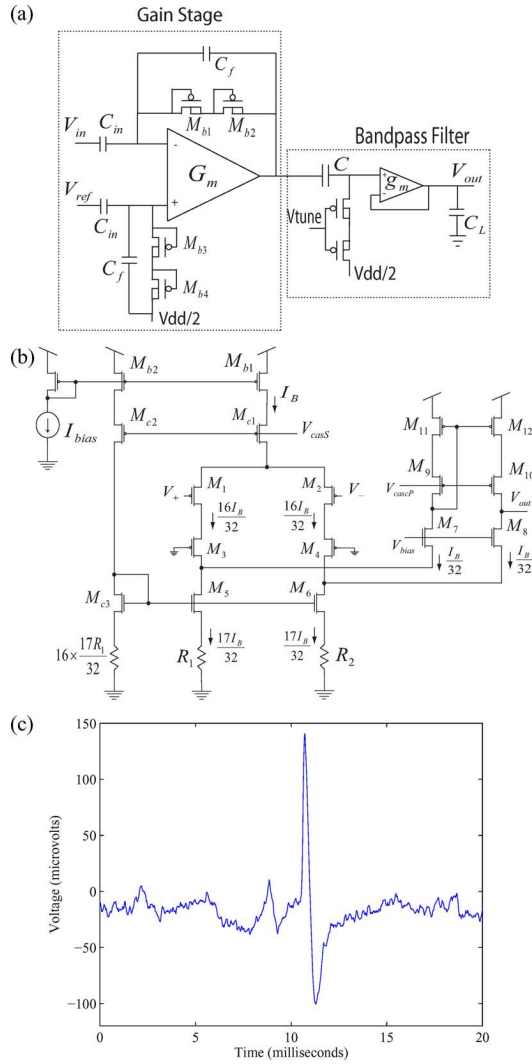 (a)
Gain Stage
C_f
M_b1 M_b2
V_in C_in
G_m
- +
V_ref C_in
C_f
M_b3
M_b4
Vdd/2
Bandpass Filter
C
g_m
+ -
V_out
Vtune
C_L
Vdd/2
(b)
M_b2 M_b1
I_B
I_bias
M_c2 M_c1
V_casS
V_+ M_1 M_2 V_-
16I_B/32 16I_B/32
M_3 M_4
M_c3 M_5 M_6
16 × 17R_1/32
R_1 17I_B/32 17I_B/32 R_2
M_11 M_12
M_9 M_10
V_cascP
V_out
M_7 M_8
V_bias
I_B/32 I_B/32
(c)
150
100
50
0
−50
−100
Voltage (microvolts)
0 5 10 15 20
Time (milliseconds)